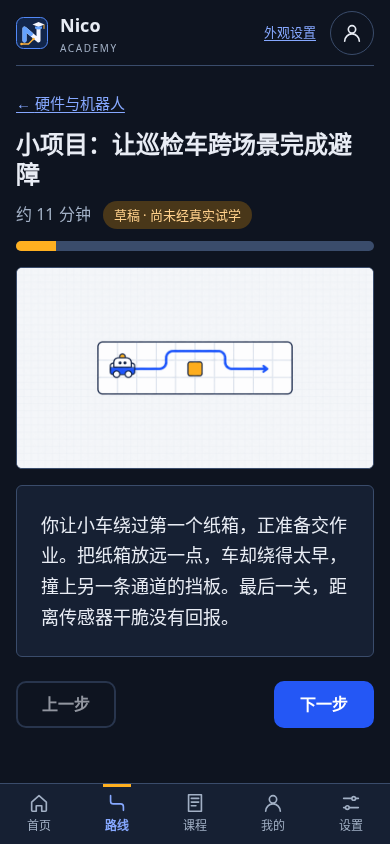 Nico
ACADEMY
外观设置
← 硬件与机器人
小项目：让巡检车跨场景完成避
障
约 11 分钟
草稿 · 尚未经真实试学
你让小车绕过第一个纸箱，正准备交作
业。把纸箱放远一点，车却绕得太早，
撞上另一条通道的挡板。最后一关，距
离传感器干脆没有回报。
上一步
下一步
首页
路线
课程
我的
设置